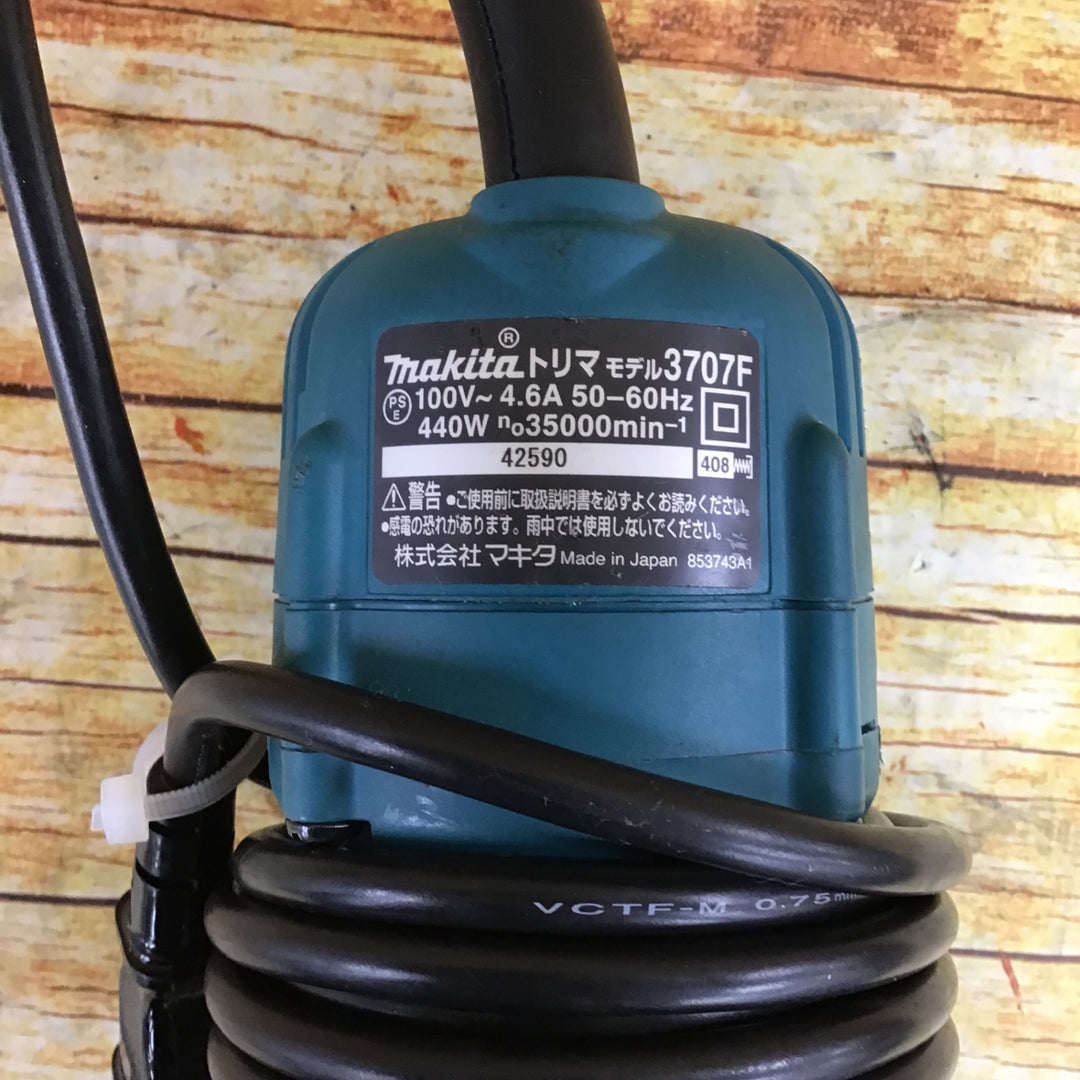 makita® トリマ モデル3707F
PSE 100V～ 4.6A 50-60Hz
440W n₀35000min⁻¹
42590
408
警告 ●ご使用前に取扱説明書を必ずよくお読みください。
●感電の恐れがあります。雨中では使用しないでください。
株式会社 マキタ Made in Japan 853743A1
VCTF-M 0.75